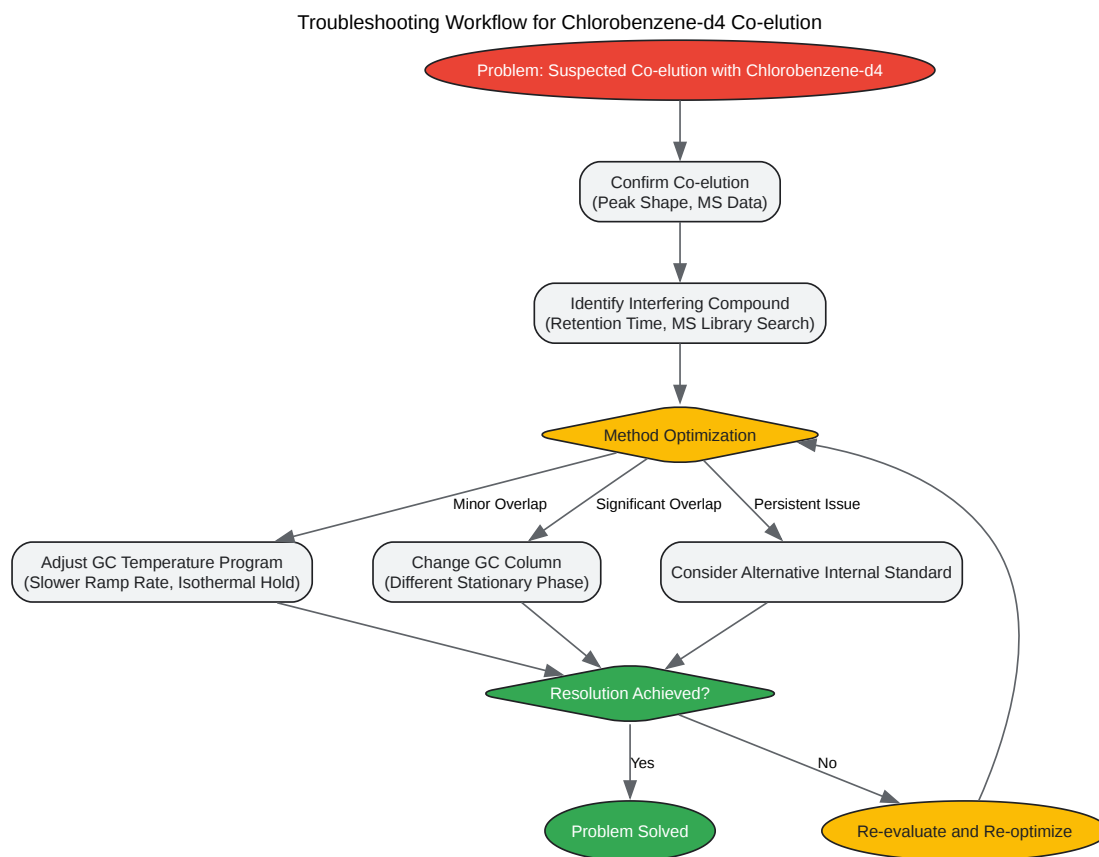 Troubleshooting Workflow for Chlorobenzene-d4 Co-elution
Problem: Suspected Co-elution with Chlorobenzene-d4
Confirm Co-elution
(Peak Shape, MS Data)
Identify Interfering Compound
(Retention Time, MS Library Search)
Method Optimization
Minor Overlap
Significant Overlap
Persistent Issue
Adjust GC Temperature Program
(Slower Ramp Rate, Isothermal Hold)
Change GC Column
(Different Stationary Phase)
Consider Alternative Internal Standard
Resolution Achieved?
Yes
No
Problem Solved
Re-evaluate and Re-optimize